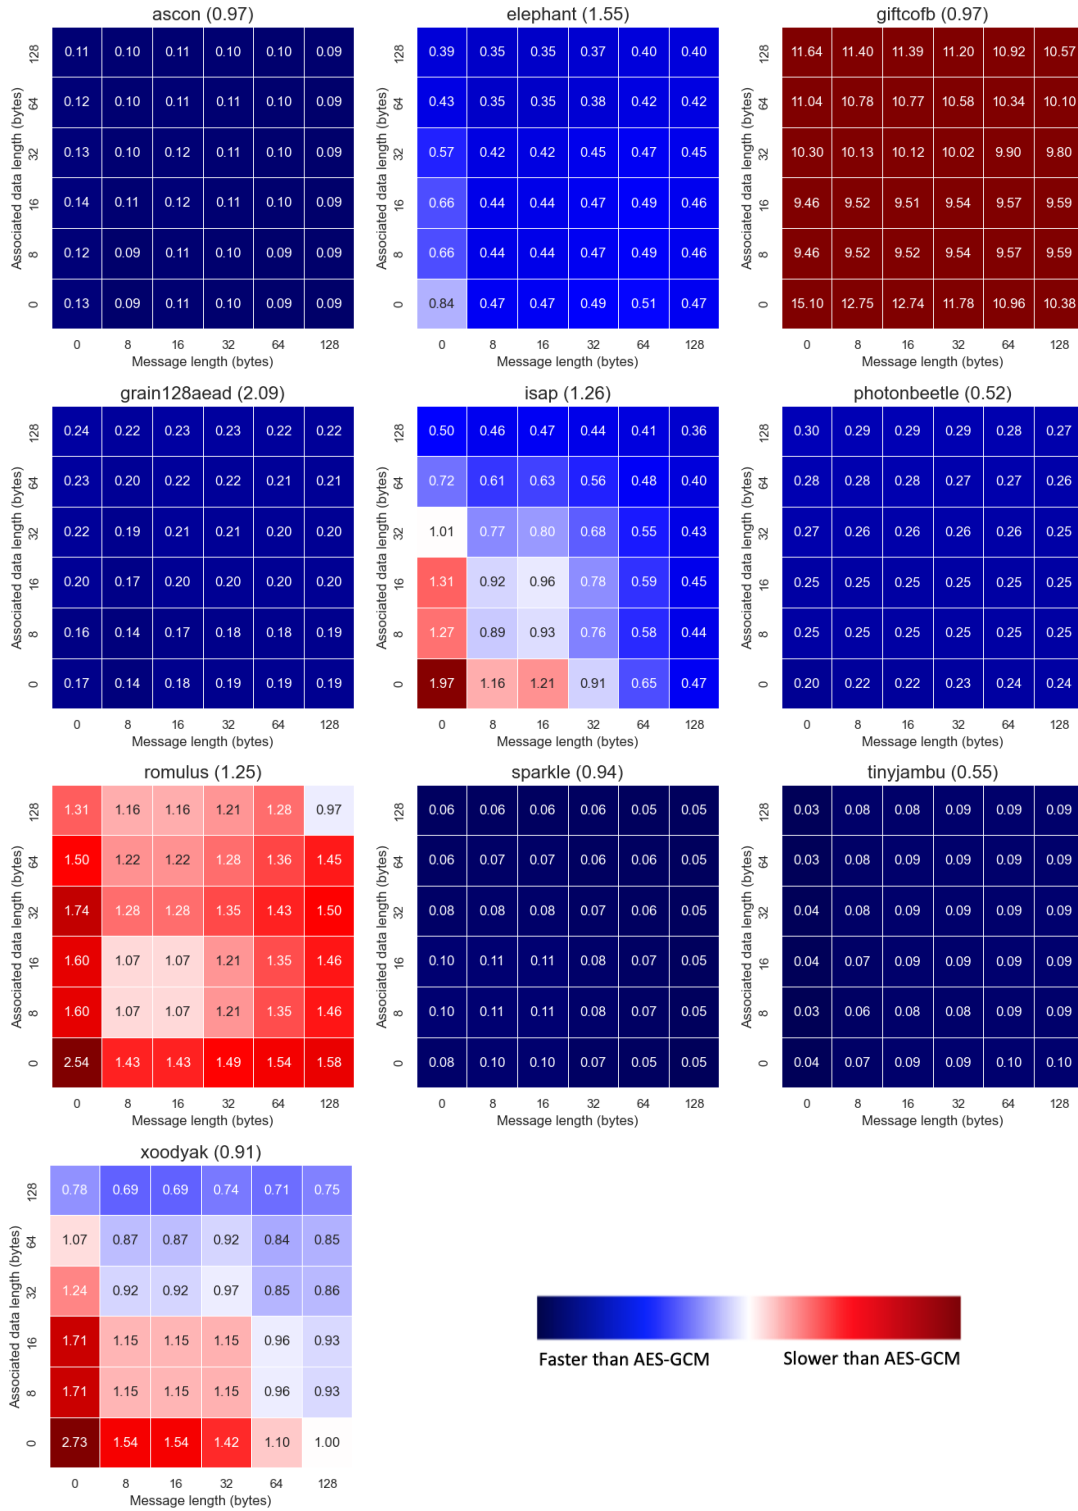 ascon (0.97)
Associated data length (bytes)
128 0.11 0.10 0.11 0.10 0.10 0.09
64 0.12 0.10 0.11 0.11 0.10 0.09
32 0.13 0.10 0.12 0.11 0.10 0.09
16 0.14 0.11 0.12 0.11 0.10 0.09
8 0.12 0.09 0.11 0.10 0.09 0.09
0 0.13 0.09 0.11 0.10 0.09 0.09
0 8 16 32 64 128
Message length (bytes)
elephant (1.55)
Associated data length (bytes)
128 0.39 0.35 0.35 0.37 0.40 0.40
64 0.43 0.35 0.35 0.38 0.42 0.42
32 0.57 0.42 0.42 0.45 0.47 0.45
16 0.66 0.44 0.44 0.47 0.49 0.46
8 0.66 0.44 0.44 0.47 0.49 0.46
0 0.84 0.47 0.47 0.49 0.51 0.47
0 8 16 32 64 128
Message length (bytes)
giftcofb (0.97)
Associated data length (bytes)
128 11.64 11.40 11.39 11.20 10.92 10.57
64 11.04 10.78 10.77 10.58 10.34 10.10
32 10.30 10.13 10.12 10.02 9.90 9.80
16 9.46 9.52 9.51 9.54 9.57 9.59
8 9.46 9.52 9.52 9.54 9.57 9.59
0 15.10 12.75 12.74 11.78 10.96 10.38
0 8 16 32 64 128
Message length (bytes)
grain128aead (2.09)
Associated data length (bytes)
128 0.24 0.22 0.23 0.23 0.22 0.22
64 0.23 0.20 0.22 0.22 0.21 0.21
32 0.22 0.19 0.21 0.21 0.20 0.20
16 0.20 0.17 0.20 0.20 0.20 0.20
8 0.16 0.14 0.17 0.18 0.18 0.19
0 0.17 0.14 0.18 0.19 0.19 0.19
0 8 16 32 64 128
Message length (bytes)
isap (1.26)
Associated data length (bytes)
128 0.50 0.46 0.47 0.44 0.41 0.36
64 0.72 0.61 0.63 0.56 0.48 0.40
32 1.01 0.77 0.80 0.68 0.55 0.43
16 1.31 0.92 0.96 0.78 0.59 0.45
8 1.27 0.89 0.93 0.76 0.58 0.44
0 1.97 1.16 1.21 0.91 0.65 0.47
0 8 16 32 64 128
Message length (bytes)
photonbeetle (0.52)
Associated data length (bytes)
128 0.30 0.29 0.29 0.29 0.28 0.27
64 0.28 0.28 0.28 0.27 0.27 0.26
32 0.27 0.26 0.26 0.26 0.26 0.25
16 0.25 0.25 0.25 0.25 0.25 0.25
8 0.25 0.25 0.25 0.25 0.25 0.25
0 0.20 0.22 0.22 0.23 0.24 0.24
0 8 16 32 64 128
Message length (bytes)
romulus (1.25)
Associated data length (bytes)
128 1.31 1.16 1.16 1.21 1.28 0.97
64 1.50 1.22 1.22 1.28 1.36 1.45
32 1.74 1.28 1.28 1.35 1.43 1.50
16 1.60 1.07 1.07 1.21 1.35 1.46
8 1.60 1.07 1.07 1.21 1.35 1.46
0 2.54 1.43 1.43 1.49 1.54 1.58
0 8 16 32 64 128
Message length (bytes)
sparkle (0.94)
Associated data length (bytes)
128 0.06 0.06 0.06 0.06 0.05 0.05
64 0.06 0.07 0.07 0.06 0.06 0.05
32 0.08 0.08 0.08 0.07 0.06 0.05
16 0.10 0.11 0.11 0.08 0.07 0.05
8 0.10 0.11 0.11 0.08 0.07 0.05
0 0.08 0.10 0.10 0.07 0.05 0.05
0 8 16 32 64 128
Message length (bytes)
tinyjambu (0.55)
Associated data length (bytes)
128 0.03 0.08 0.08 0.09 0.09 0.09
64 0.03 0.08 0.09 0.09 0.09 0.09
32 0.04 0.08 0.09 0.09 0.09 0.09
16 0.04 0.07 0.09 0.09 0.09 0.09
8 0.03 0.06 0.08 0.08 0.09 0.09
0 0.04 0.07 0.09 0.09 0.10 0.10
0 8 16 32 64 128
Message length (bytes)
xoodyak (0.91)
Associated data length (bytes)
128 0.78 0.69 0.69 0.74 0.71 0.75
64 1.07 0.87 0.87 0.92 0.84 0.85
32 1.24 0.92 0.92 0.97 0.85 0.86
16 1.71 1.15 1.15 1.15 0.96 0.93
8 1.71 1.15 1.15 1.15 0.96 0.93
0 2.73 1.54 1.54 1.42 1.10 1.00
0 8 16 32 64 128
Message length (bytes)
Faster than AES-GCM
Slower than AES-GCM